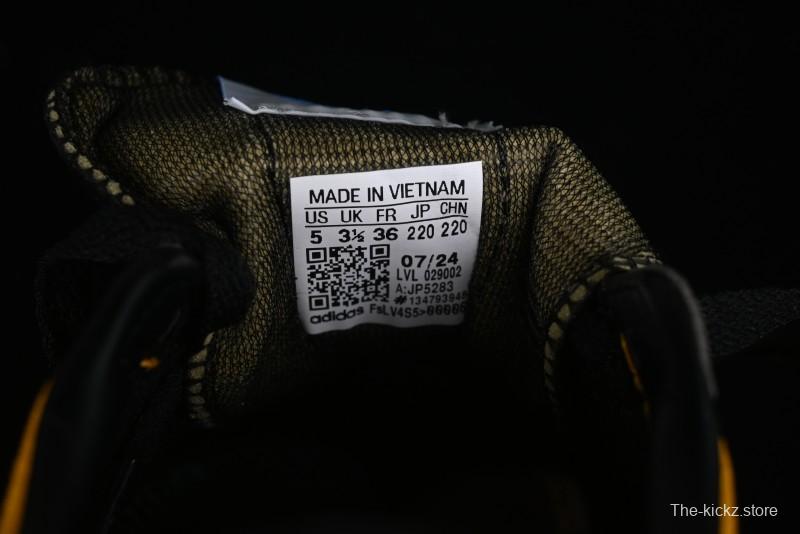 MADE IN VIETNAM
US UK FR JP CHN
5 3½ 36 220 220
07/24
LVL 029002
A:JP5283
adidas
The-kickz.store